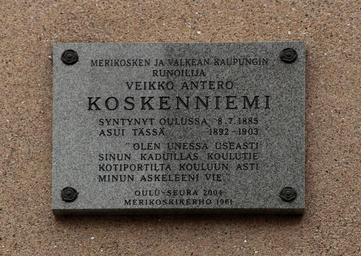 MERIKOSKEN JA VALKEAN KAUPUNGIN
RUNOILIJA
VEIKKO ANTERO
KOSKENNIEMI
SYNTYNYT OULUSSA 8.7.1885
ASUI TÄSSÄ 1892-1903
"OLEN UNESSA USEASTI
SINUN KADUILLAS KOULUTIE
KOTIPORTILTA KOULUUN ASTI
MINUN ASKELEENI VIE"
OULU-SEURA 2004
MERIKOSKIKERHO 1961